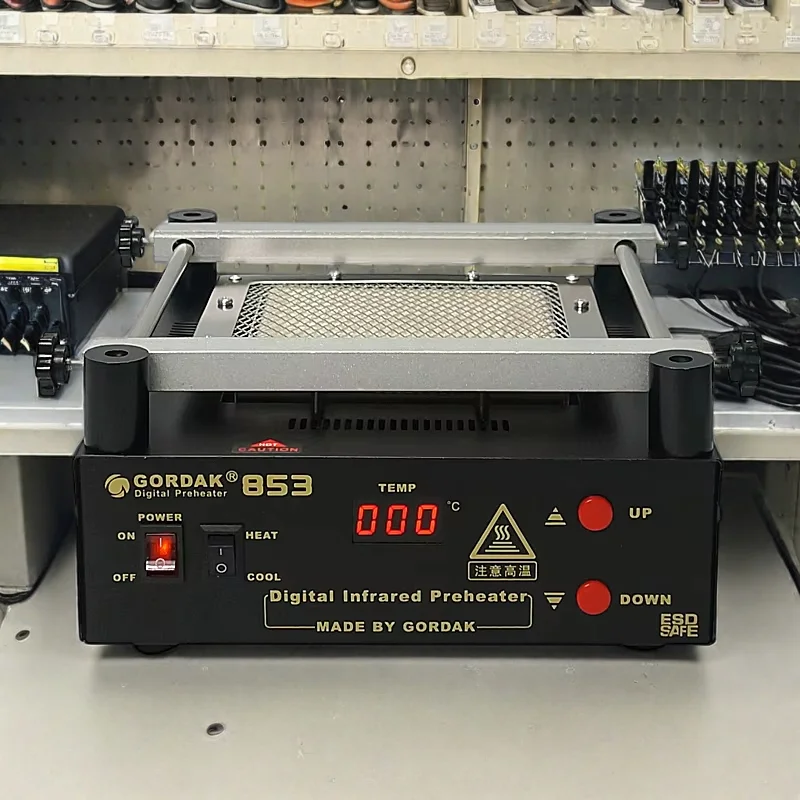 GORDAK® 853
Digital Preheater
HOT
CAUTION
TEMP
000 °C
POWER
ON
OFF
HEAT
COOL
注意高温
UP
DOWN
Digital Infrared Preheater
MADE BY GORDAK
ESD
SAFE